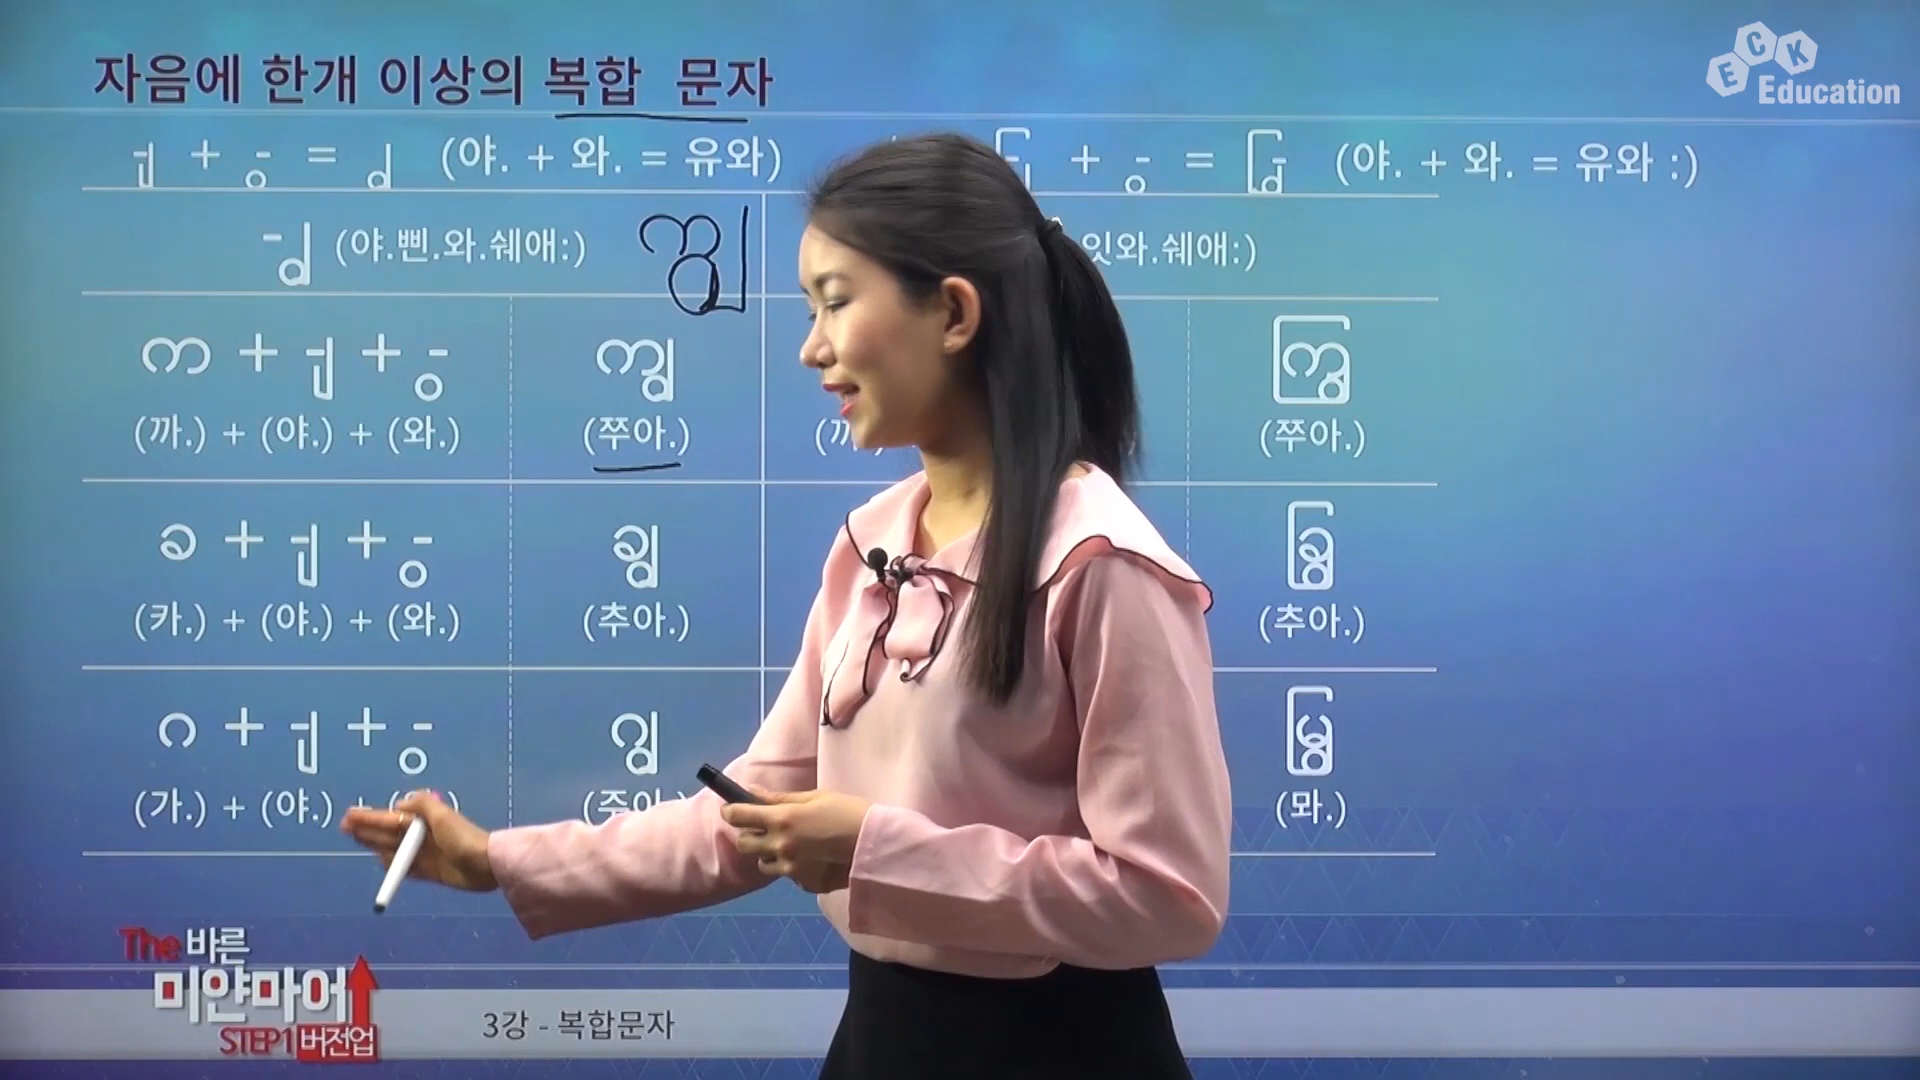 자음에 한개 이상의 복합 문자
ECK Education
ျ + ွ = ျွ (야. + 와. = 유와)
ြ + ွ = ြွ (야. + 와. = 유와 :)
ျွ (야.삔.와.쉐애:) ကျွ
잇와.쉐애:)
က + ျ + ွ ကျွ ကြွ
(까.) + (야.) + (와.) (쭈아.) (쭈아.)
ခ + ျ + ွ ချွ ခြွ
(카.) + (야.) + (와.) (추아.) (추아.)
ဂ + ျ + ွ ဂျွ မြွ
(가.) + (야.) + (뫄.)
The 바른
미얀마어
STEP1 버전업
3강 - 복합문자